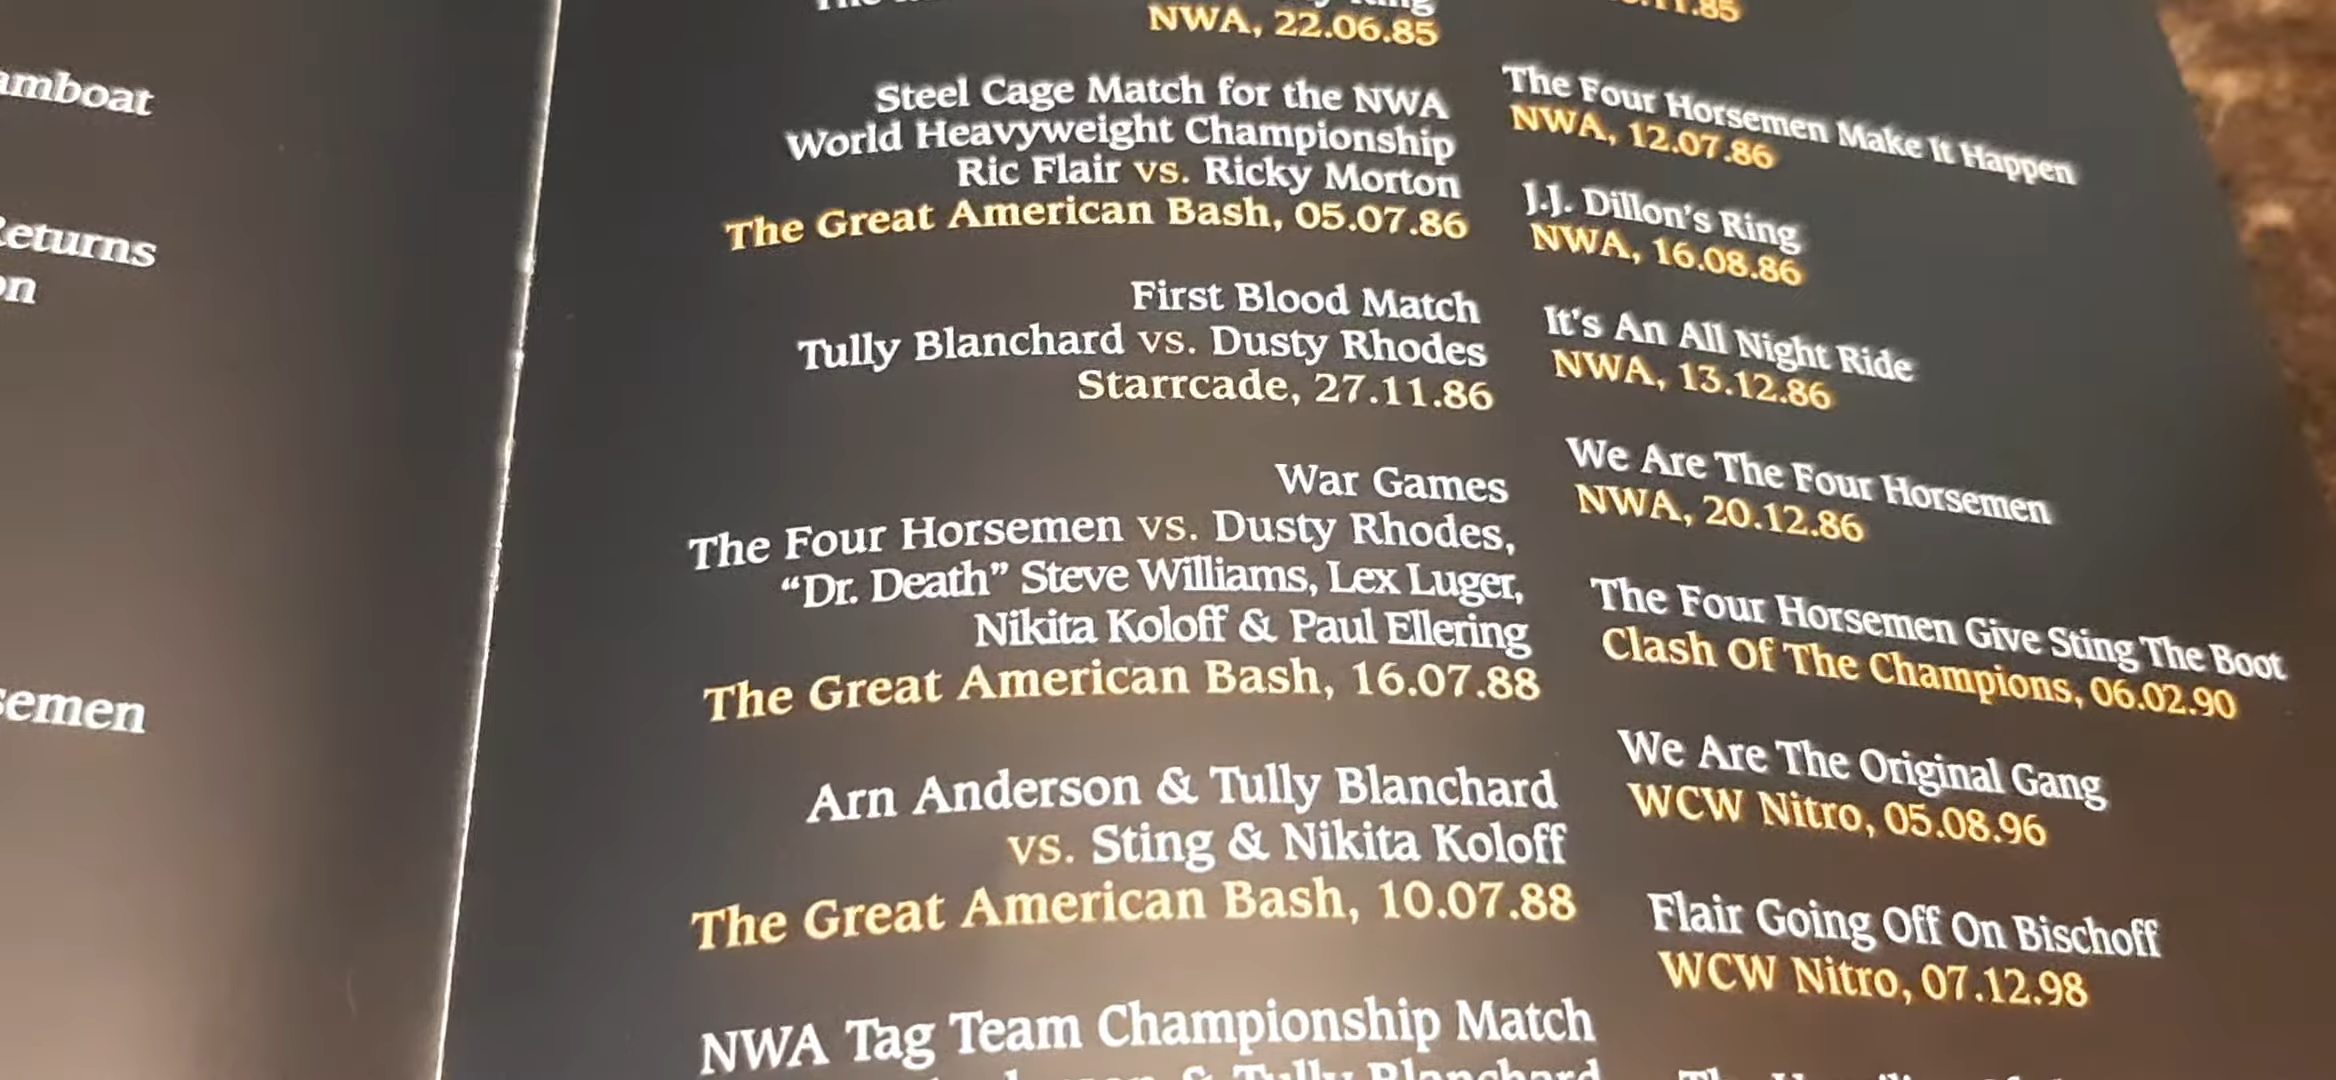 Returns
on
NWA, 22.06.85
Steel Cage Match for the NWA
World Heavyweight Championship
Ric Flair vs. Ricky Morton
The Great American Bash, 05.07.86
First Blood Match
Tully Blanchard vs. Dusty Rhodes
Starrcade, 27.11.86
War Games
The Four Horsemen vs. Dusty Rhodes,
“Dr. Death” Steve Williams, Lex Luger,
Nikita Koloff & Paul Ellering
The Great American Bash, 16.07.88
Arn Anderson & Tully Blanchard
vs. Sting & Nikita Koloff
The Great American Bash, 10.07.88
NWA Tag Team Championship Match
& Tully Blanchard
The Four Horsemen Make It Happen
NWA, 12.07.86
J.J. Dillon's Ring
NWA, 16.08.86
It's An All Night Ride
NWA, 13.12.86
We Are The Four Horsemen
NWA, 20.12.86
The Four Horsemen Give Sting The Boot
Clash Of The Champions, 06.02.90
We Are The Original Gang
WCW Nitro, 05.08.96
Flair Going Off On Bischoff
WCW Nitro, 07.12.98